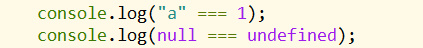 console.log("a" === 1);
console.log(null === undefined);